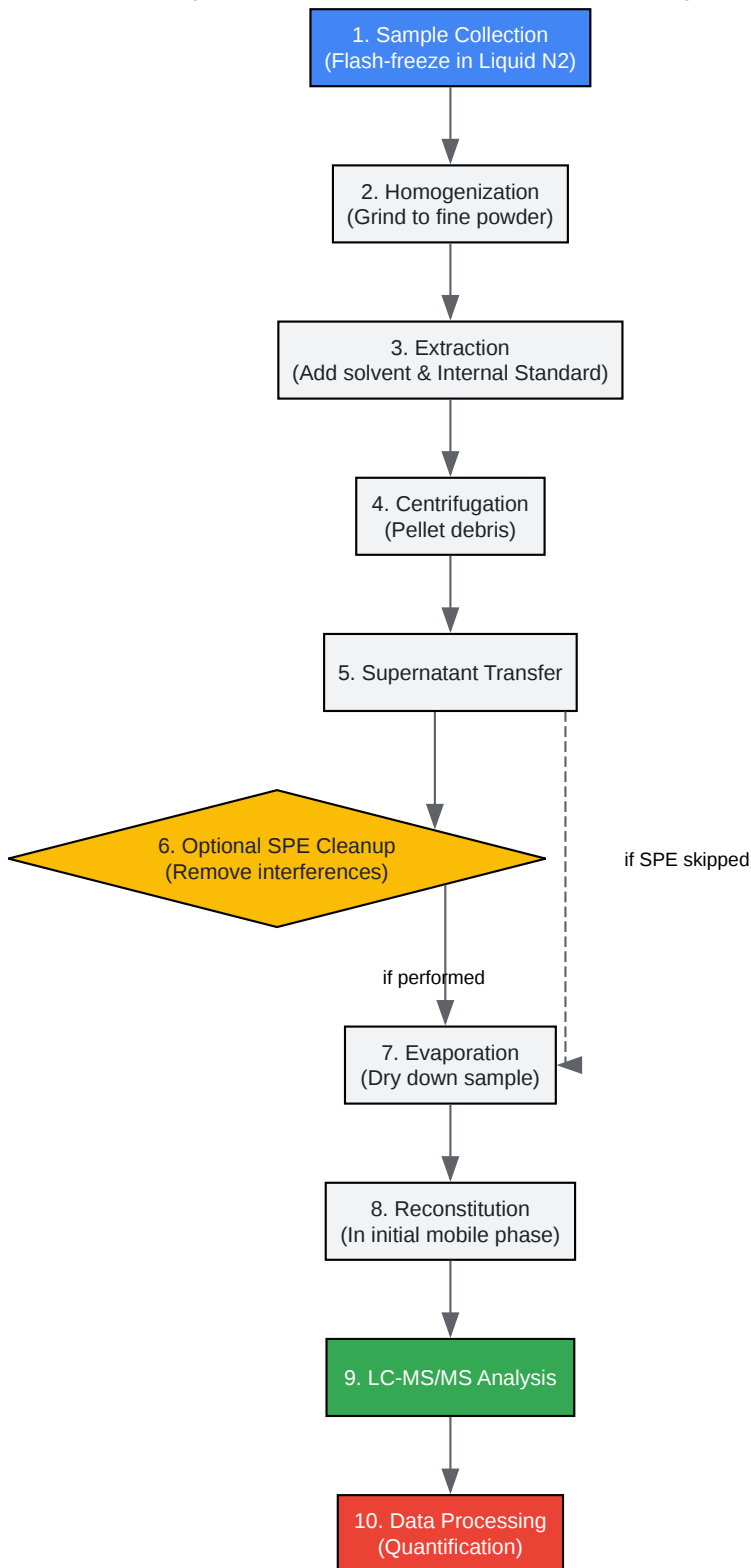 1. Sample Collection
(Flash-freeze in Liquid N2)
2. Homogenization
(Grind to fine powder)
3. Extraction
(Add solvent & Internal Standard)
4. Centrifugation
(Pellet debris)
5. Supernatant Transfer
6. Optional SPE Cleanup
(Remove interferences)
if SPE skipped
if performed
7. Evaporation
(Dry down sample)
8. Reconstitution
(In initial mobile phase)
9. LC-MS/MS Analysis
10. Data Processing
(Quantification)